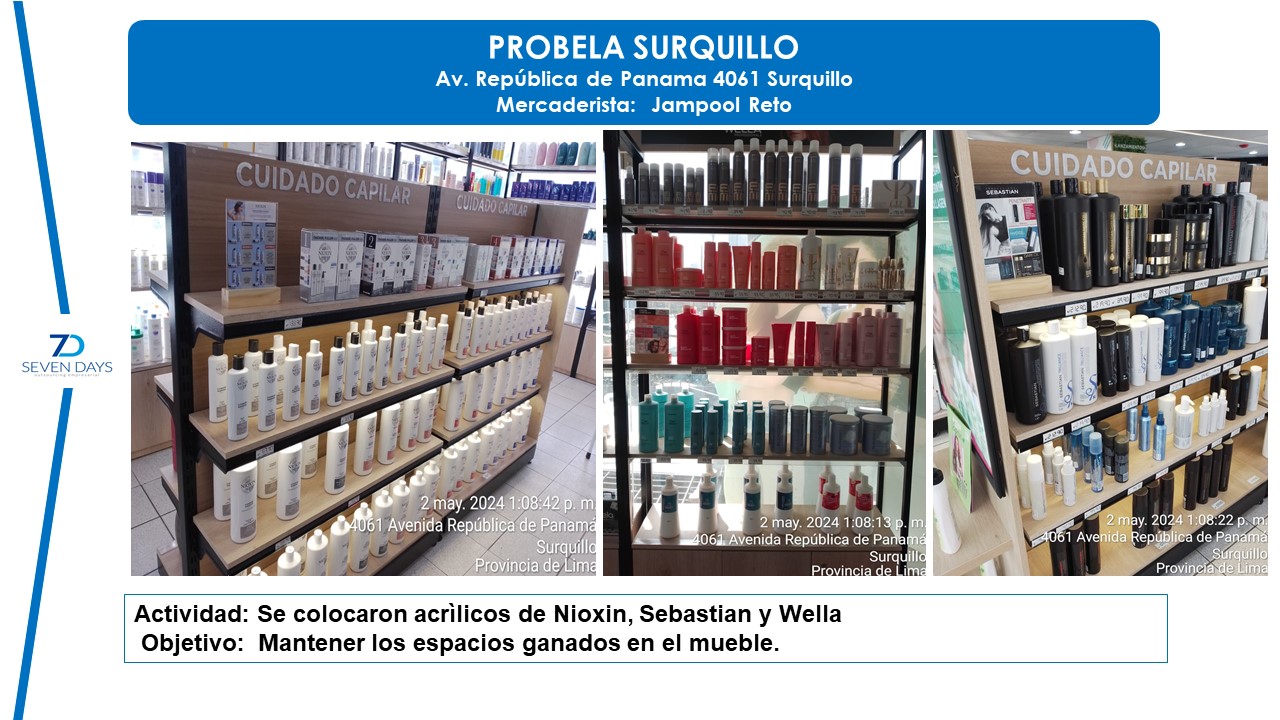 PROBELA SURQUILLO
Av. República de Panama 4061 Surquillo
Mercaderista: Jampool Reto
7D
SEVEN DAYS
CUIDADO CAPILAR
CUIDADO CAPILAR
2 may. 2024 1:08:42 p. m.
4061 Avenida República de Panamá
Surquillo
Provincia de Lima
WELLA
2 may. 2024 1:08:13 p. m.
4061 Avenida República de Panamá
Surquillo
Provincia de Lima
CUIDADO CAPILAR
SEBASTIAN
2 may. 2024 1:08:22 p. m.
4061 Avenida República de Panamá
Surquillo
Provincia de Lima
Actividad: Se colocaron acrìlicos de Nioxin, Sebastian y Wella
Objetivo: Mantener los espacios ganados en el mueble.